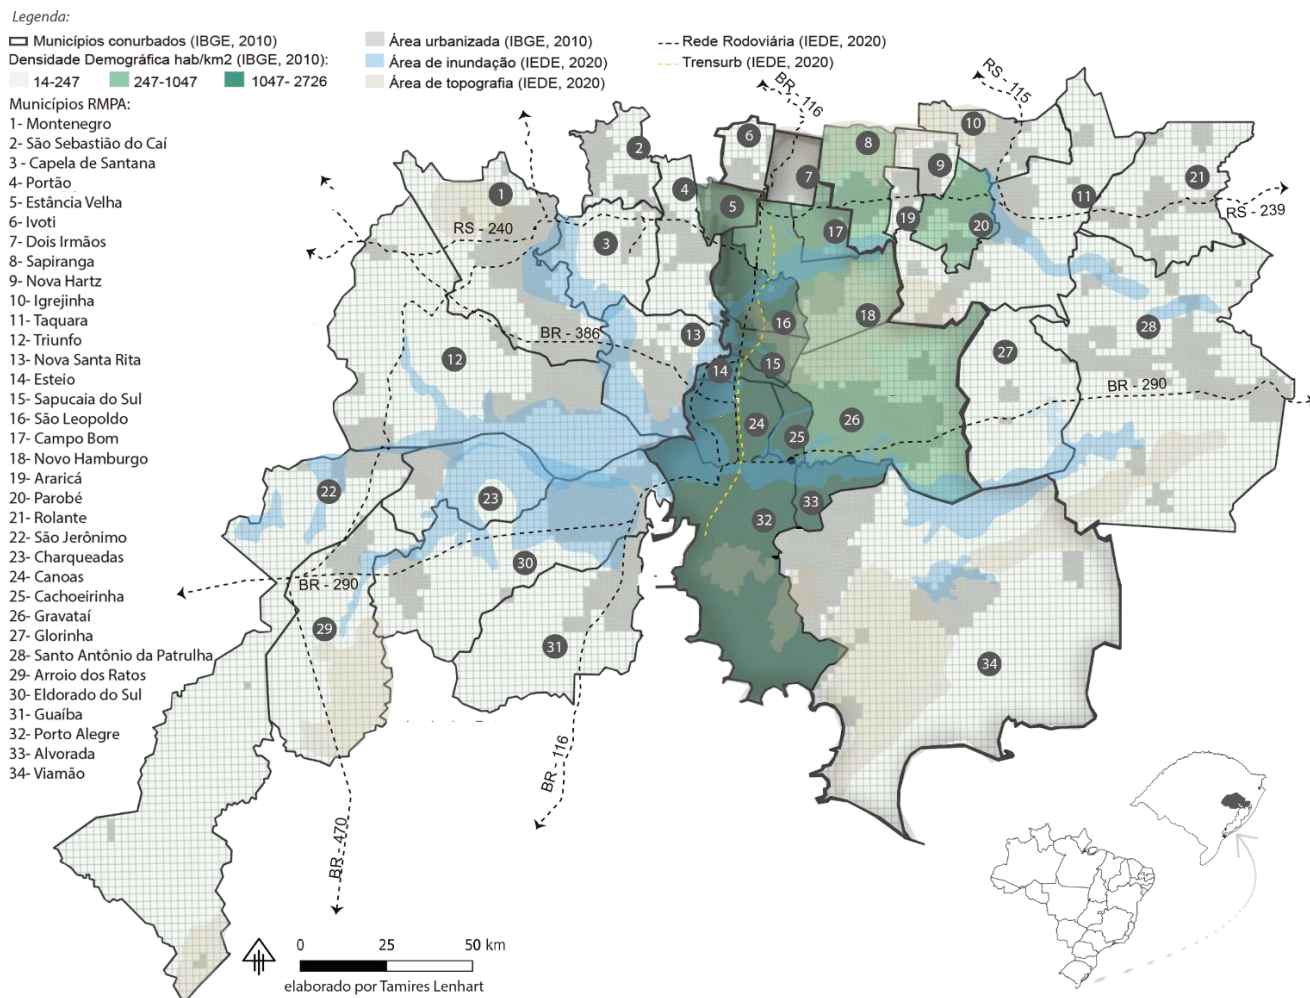 Legenda:
Municípios conurbados (IBGE, 2010)
Densidade Demográfica hab/km2 (IBGE, 2010):
14-247
247-1047
1047- 2726
Área urbanizada (IBGE, 2010)
Área de inundação (IEDE, 2020)
Área de topografia (IEDE, 2020)
Rede Rodoviária (IEDE, 2020)
Trensurb (IEDE, 2020)
Municípios RMPA:
1- Montenegro
2- São Sebastião do Caí
3 - Capela de Santana
4- Portão
5- Estância Velha
6- Ivoti
7- Dois Irmãos
8- Sapiranga
9- Nova Hartz
10- Igrejinha
11- Taquara
12- Triunfo
13- Nova Santa Rita
14- Esteio
15- Sapucaia do Sul
16- São Leopoldo
17- Campo Bom
18- Novo Hamburgo
19- Araricá
20- Parobé
21- Rolante
22- São Jerônimo
23- Charqueadas
24- Canoas
25- Cachoeirinha
26- Gravataí
27- Glorinha
28- Santo Antônio da Patrulha
29- Arroio dos Ratos
30- Eldorado do Sul
31- Guaíba
32- Porto Alegre
33- Alvorada
34- Viamão
BR - 116
RS - 115
10
6
8
2
9
7
21
4
1
11
5
RS - 239
19
20
RS - 240
17
3
18
16
28
BR - 386
13
27
12
15
14
BR - 290
26
24
25
22
23
33
32
30
BR - 290
29
31
34
BR - 116
BR - 470
0
25
50 km
elaborado por Tamires Lenhart